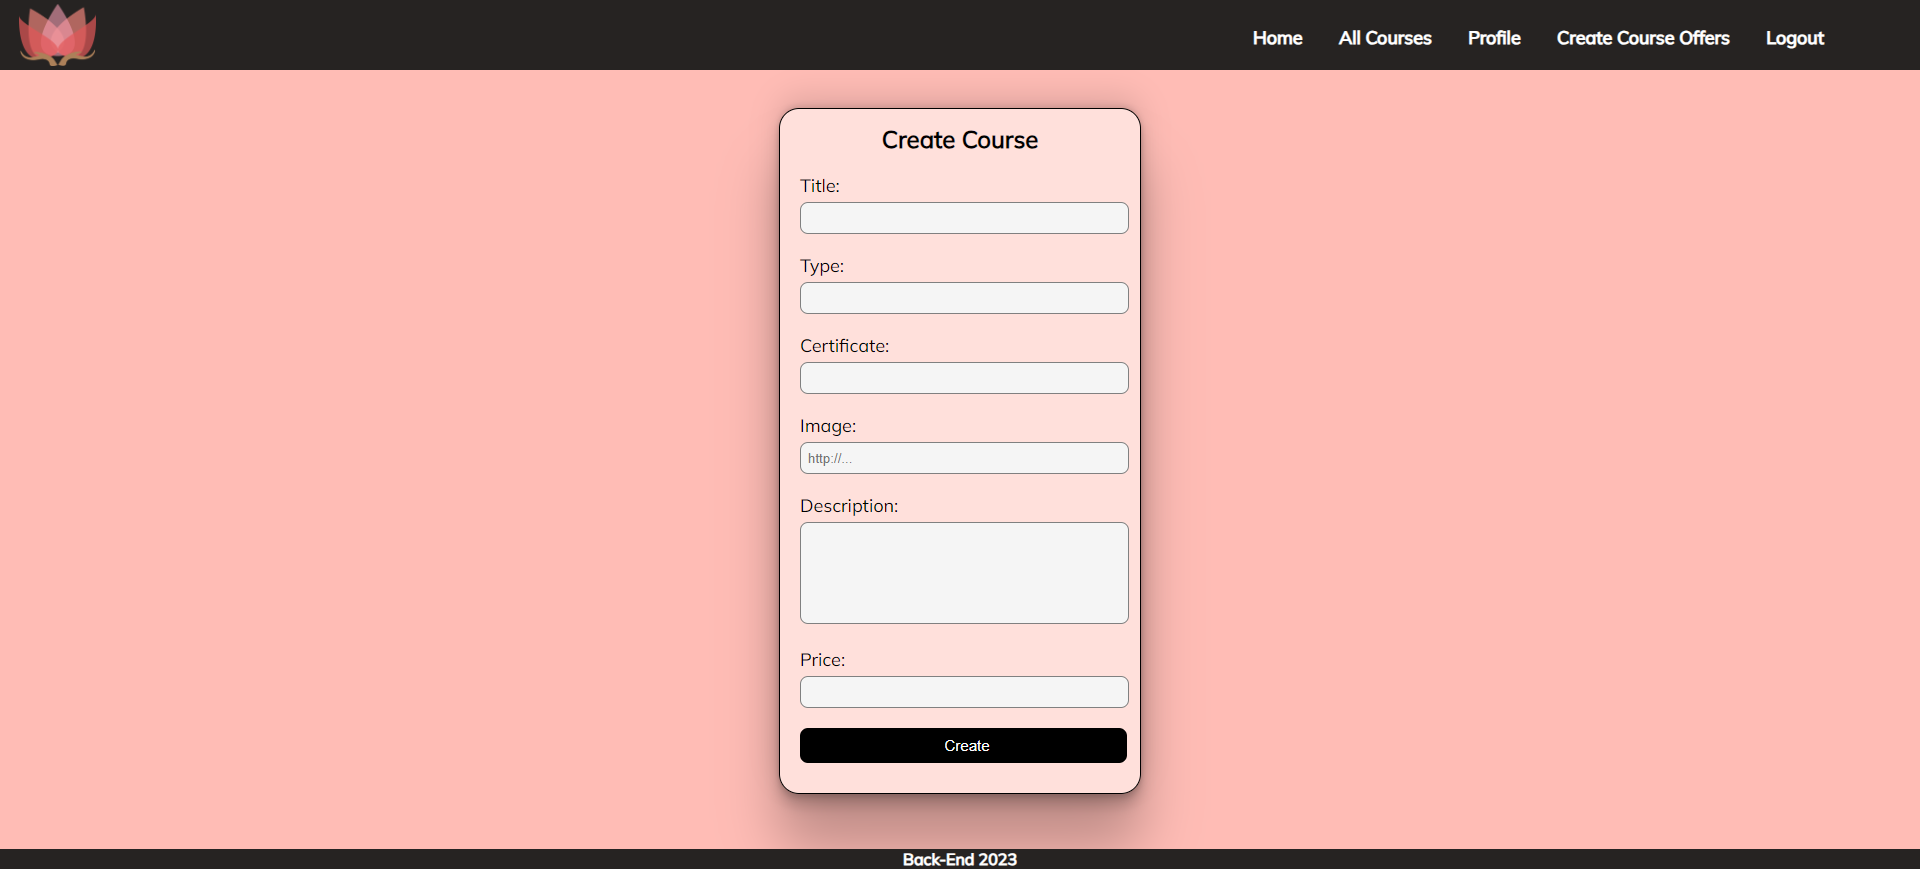 Home All Courses Profile Create Course Offers Logout
Create Course
Title:
Type:
Certificate:
Image:
http://...
Description:
Price:
Create
Back-End 2023